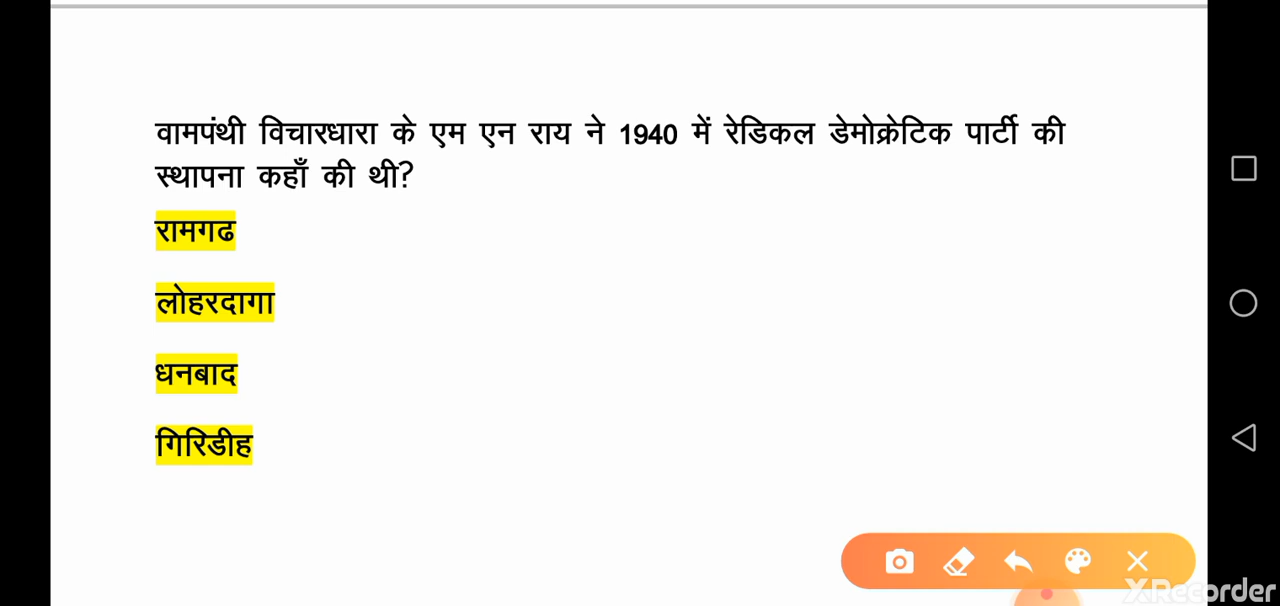 वामपंथी विचारधारा के एम एन राय ने 1940 में रेडिकल डेमोक्रेटिक पार्टी की
स्थापना कहाँ की थी?
रामगढ
लोहरदागा
धनबाद
गिरिडीह
XRecorder